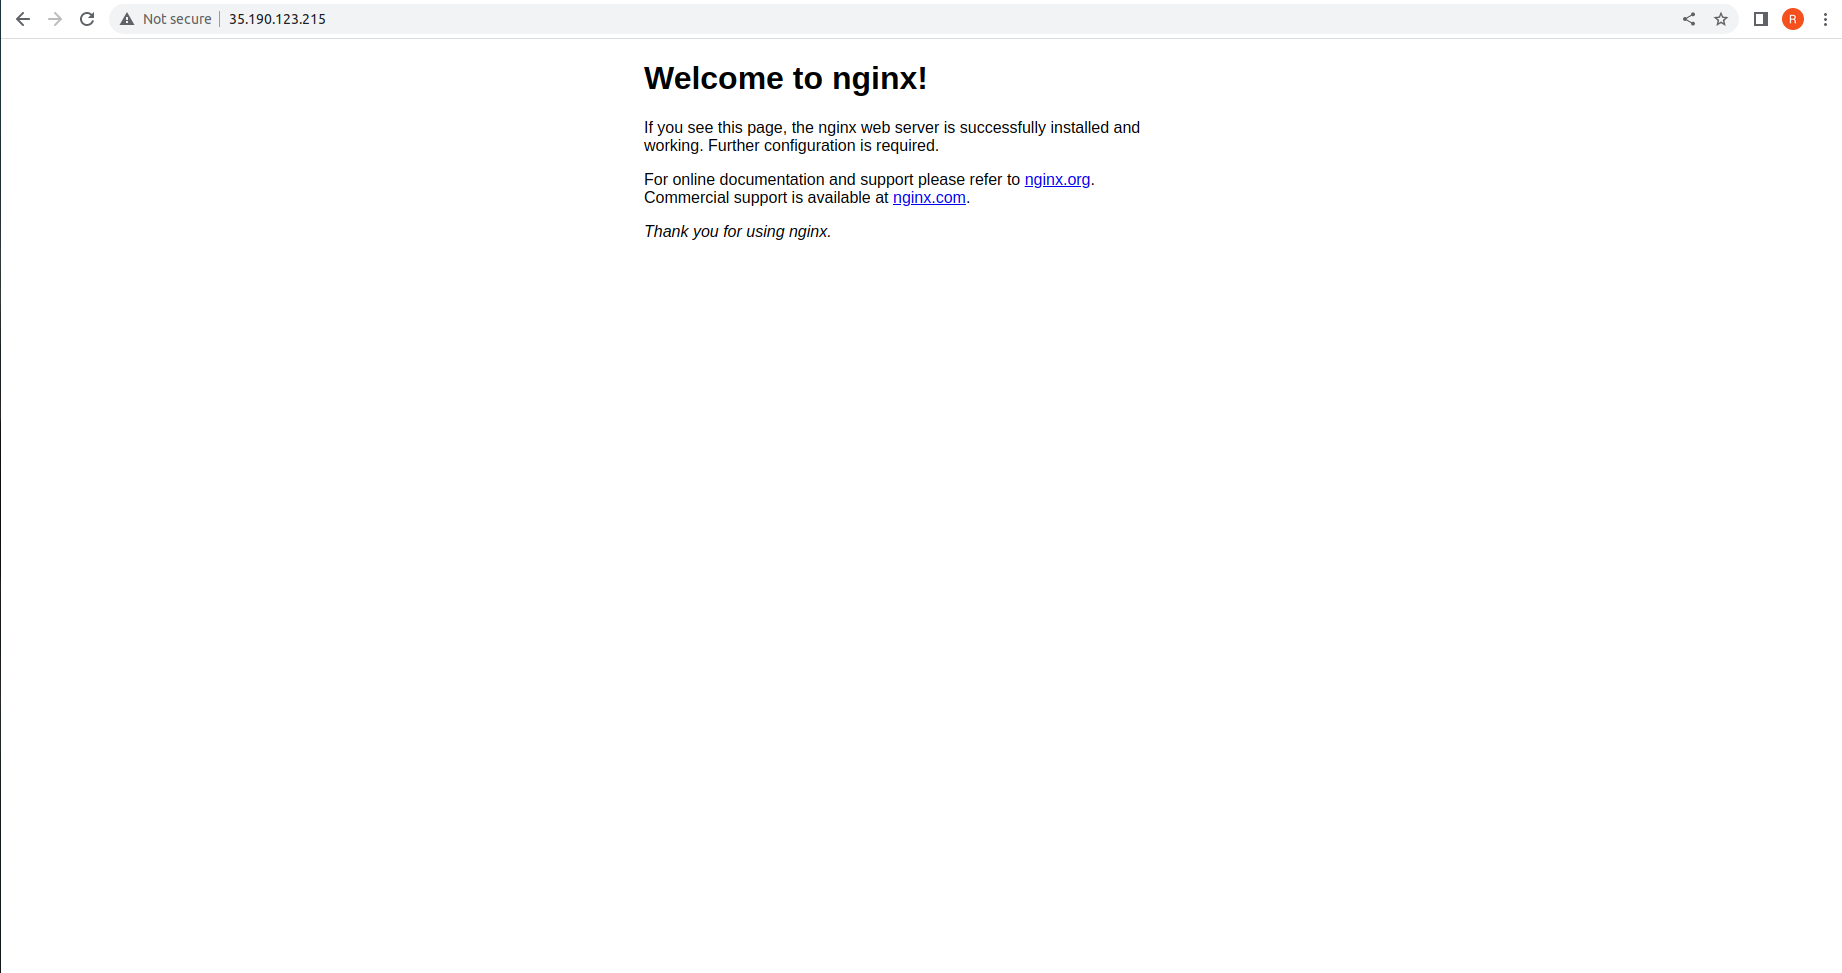 Not secure
35.190.123.215
R
Welcome to nginx!
If you see this page, the nginx web server is successfully installed and
working. Further configuration is required.
For online documentation and support please refer to nginx.org.
Commercial support is available at nginx.com.
Thank you for using nginx.